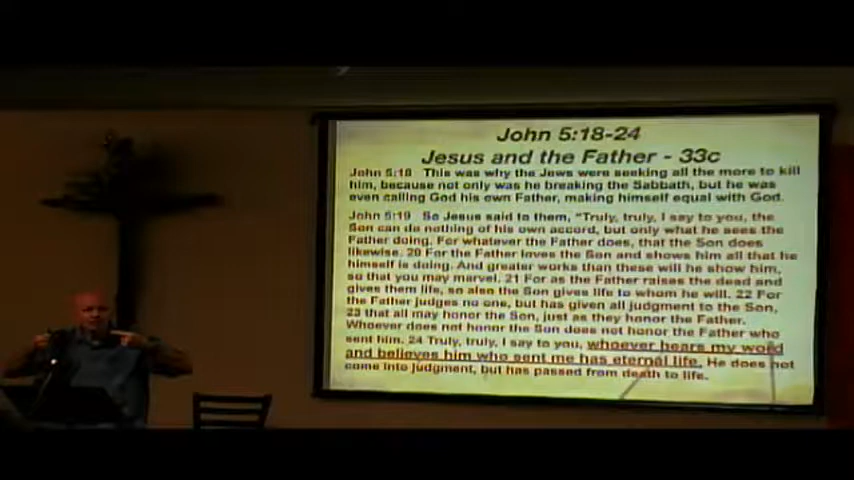 John 5:18-24
Jesus and the Father - 33c
John 5:18 This was why the Jews were seeking all the more to kill
him, because not only was he breaking the Sabbath, but he was
even calling God his own Father, making himself equal with God.
John 5:19 So Jesus said to them, "Truly, truly, I say to you, the
Son can do nothing of his own accord, but only what he sees the
Father doing. For whatever the Father does, that the Son does
likewise. 20 For the Father loves the Son and shows him all that he
himself is doing. And greater works than these will he show him,
so that you may marvel. 21 For as the Father raises the dead and
gives them life, so also the Son gives life to whom he will. 22 For
the Father judges no one, but has given all judgment to the Son,
23 that all may honor the Son, just as they honor the Father.
Whoever does not honor the Son does not honor the Father who
sent him. 24 Truly, truly, I say to you, whoever hears my word
and believes him who sent me has eternal life. He does not
come into judgment, but has passed from death to life.